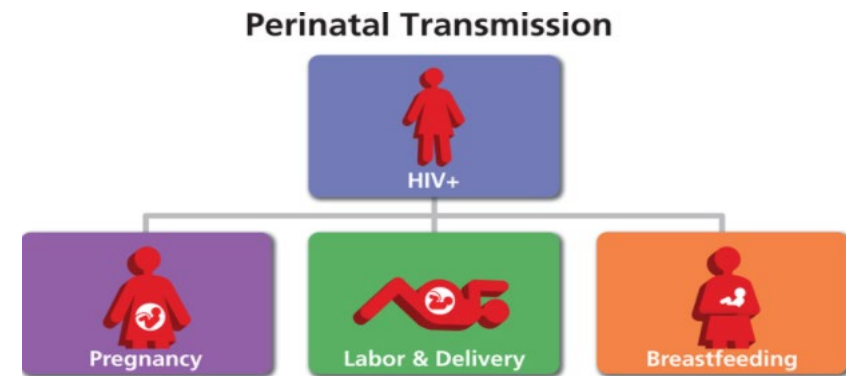 Perinatal Transmission
HIV+
Pregnancy
Labor & Delivery
Breastfeeding